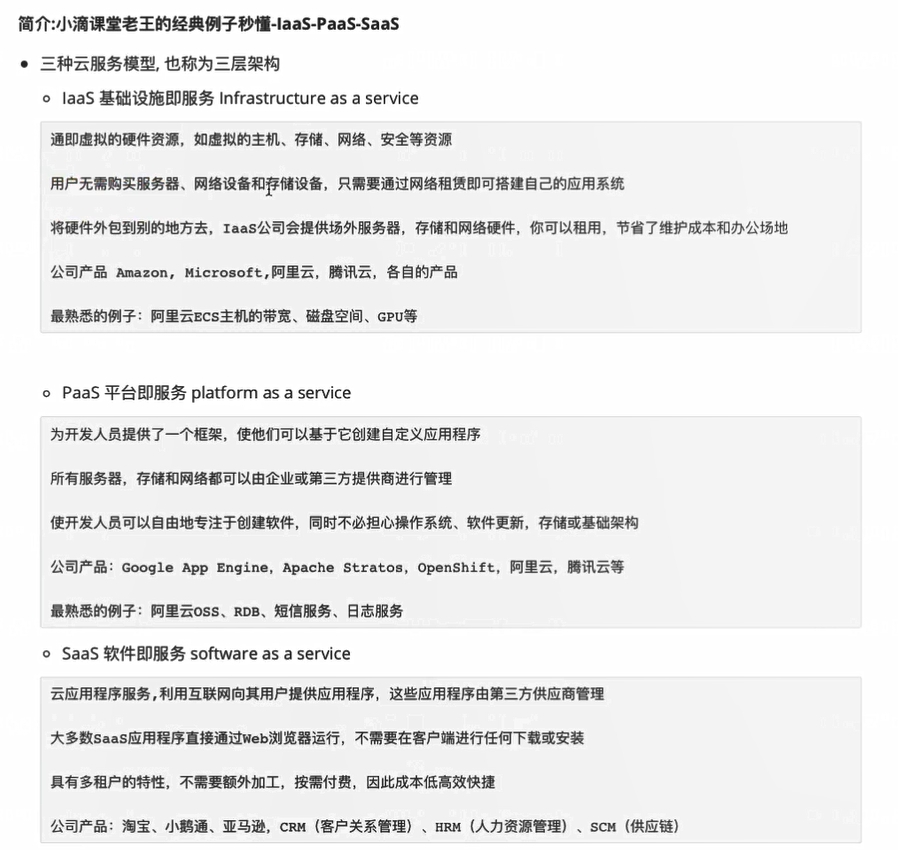 简介:小滴课堂老王的经典例子秒懂-IaaS-PaaS-SaaS
三种云服务模型, 也称为三层架构
IaaS 基础设施即服务 Infrastructure as a service
通即虚拟的硬件资源，如虚拟的主机、存储、网络、安全等资源
用户无需购买服务器、网络设备和存储设备，只需要通过网络租赁即可搭建自己的应用系统
将硬件外包到别的地方去，IaaS公司会提供场外服务器，存储和网络硬件，你可以租用，节省了维护成本和办公场地
公司产品 Amazon, Microsoft,阿里云，腾讯云，各自的产品
最熟悉的例子：阿里云ECS主机的带宽、磁盘空间、GPU等
PaaS 平台即服务 platform as a service
为开发人员提供了一个框架，使他们可以基于它创建自定义应用程序
所有服务器，存储和网络都可以由企业或第三方提供商进行管理
使开发人员可以自由地专注于创建软件，同时不必担心操作系统、软件更新，存储或基础架构
公司产品：Google App Engine，Apache Stratos，OpenShift，阿里云，腾讯云等
最熟悉的例子：阿里云OSS、RDB、短信服务、日志服务
SaaS 软件即服务 software as a service
云应用程序服务,利用互联网向其用户提供应用程序，这些应用程序由第三方供应商管理
大多数SaaS应用程序直接通过Web浏览器运行，不需要在客户端进行任何下载或安装
具有多租户的特性，不需要额外加工，按需付费，因此成本低高效快捷
公司产品：淘宝、小鹅通、亚马逊，CRM（客户关系管理）、HRM（人力资源管理）、SCM（供应链）